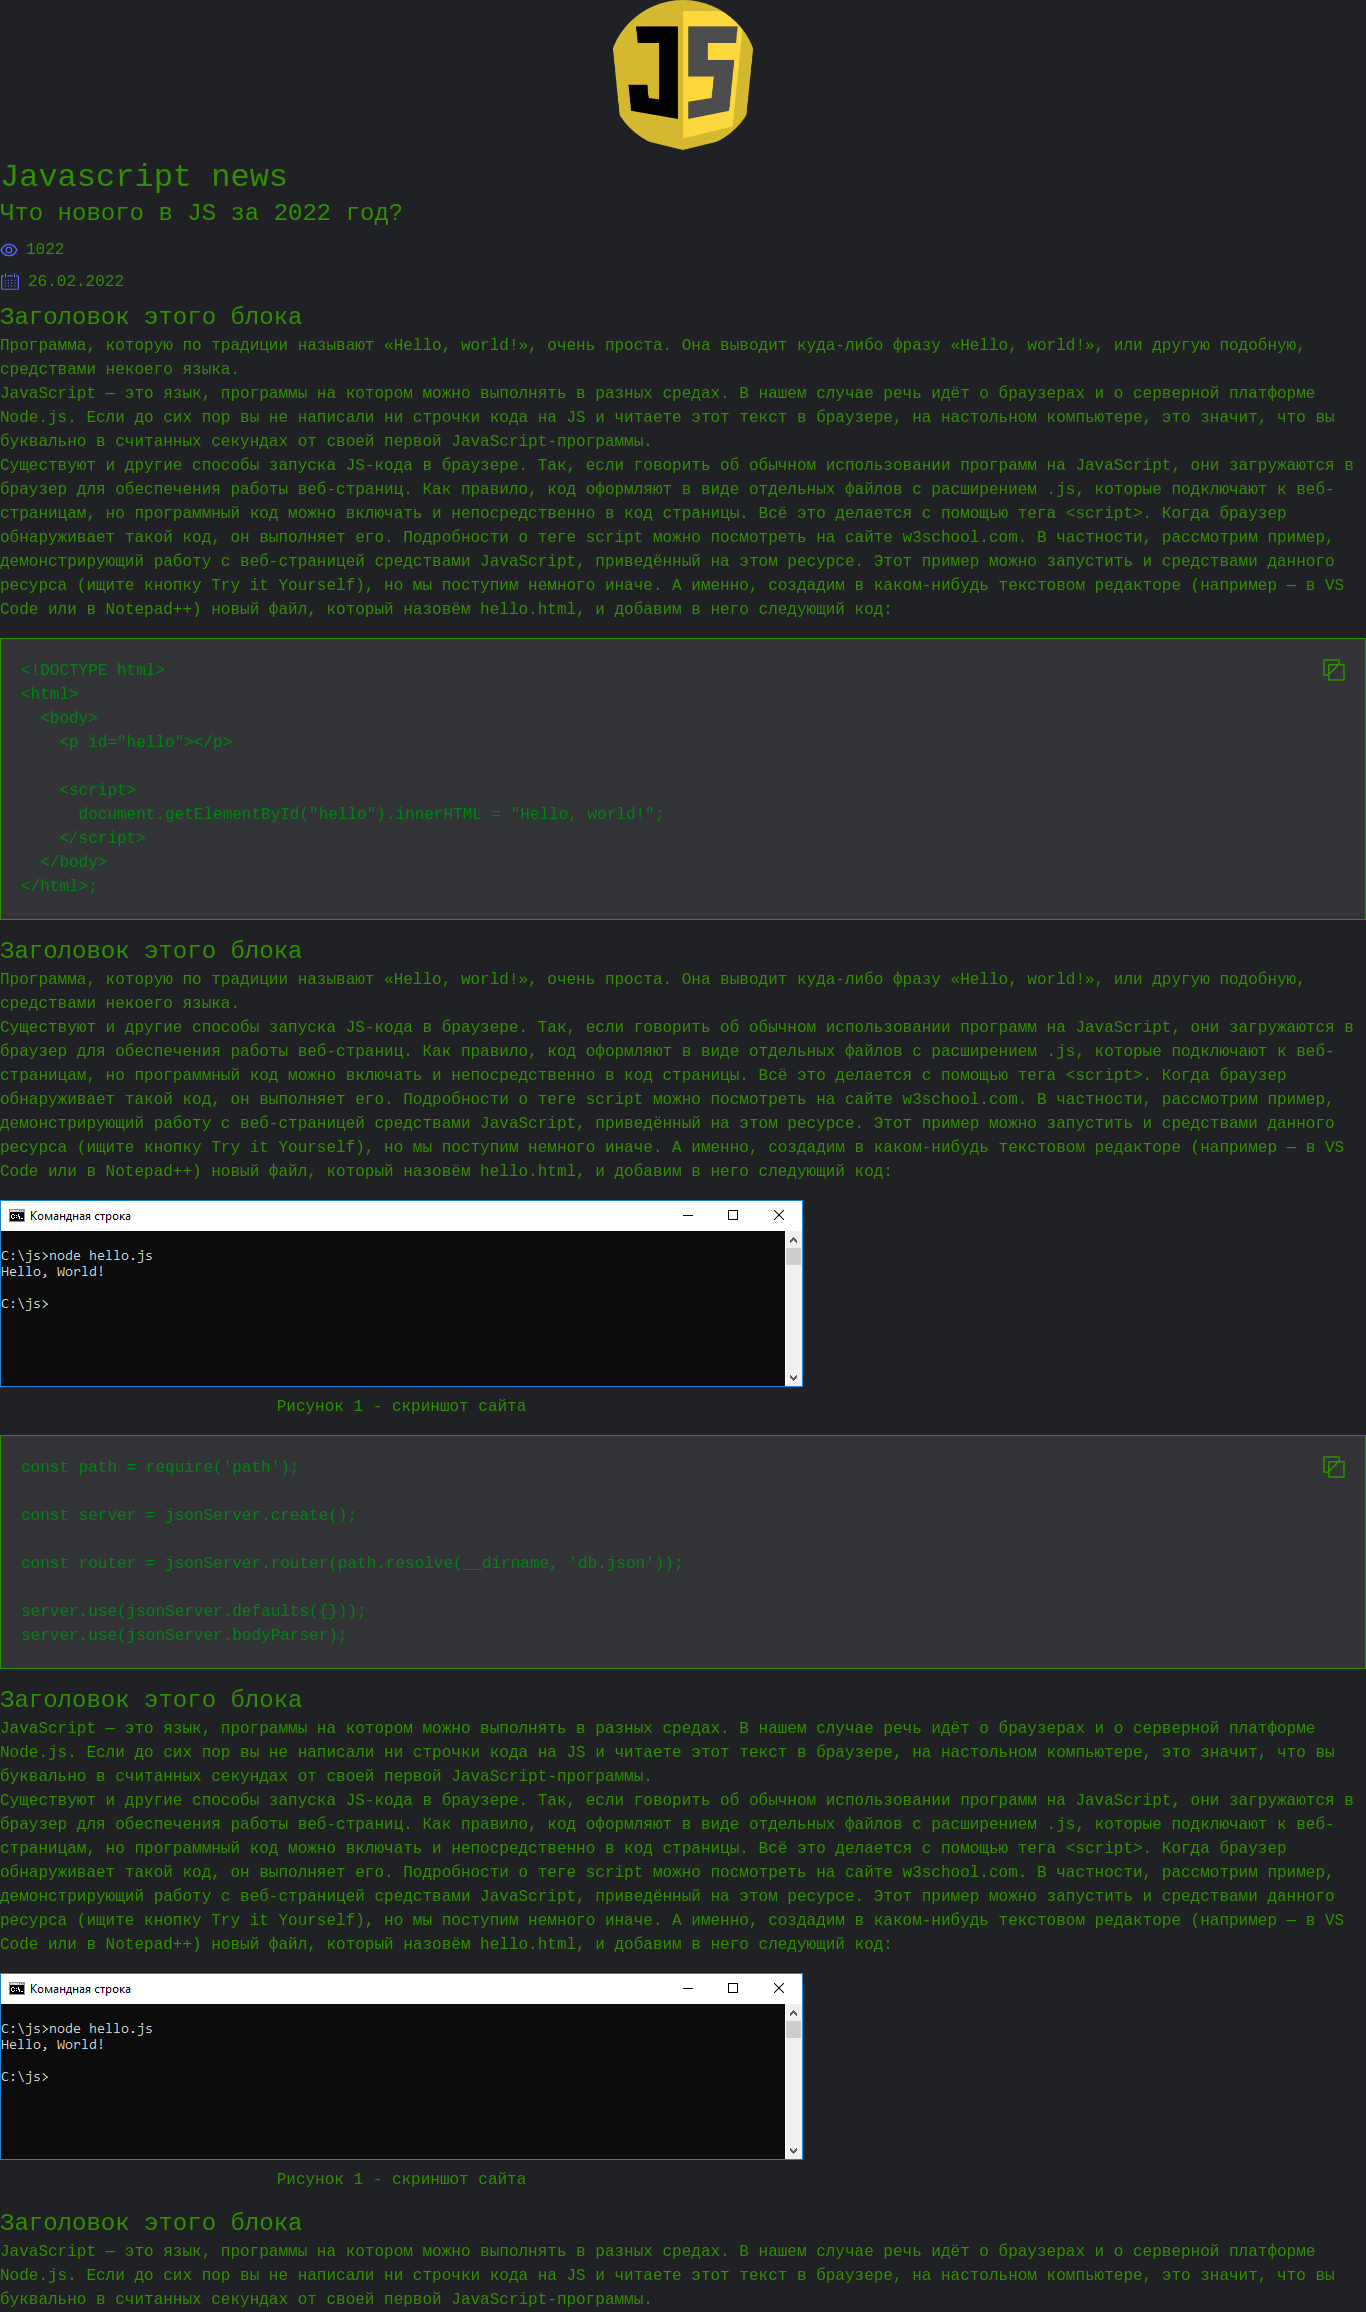 JS
Javascript news
Что нового в JS за 2022 год?
1022
26.02.2022
Заголовок этого блока
Программа, которую по традиции называют «Hello, world!», очень проста. Она выводит куда-либо фразу «Hello, world!», или другую подобную,
средствами некоего языка.
JavaScript — это язык, программы на котором можно выполнять в разных средах. В нашем случае речь идёт о браузерах и о серверной платформе
Node.js. Если до сих пор вы не написали ни строчки кода на JS и читаете этот текст в браузере, на настольном компьютере, это значит, что вы
буквально в считанных секундах от своей первой JavaScript-программы.
Существуют и другие способы запуска JS-кода в браузере. Так, если говорить об обычном использовании программ на JavaScript, они загружаются в
браузер для обеспечения работы веб-страниц. Как правило, код оформляют в виде отдельных файлов с расширением .js, которые подключают к веб-
страницам, но программный код можно включать и непосредственно в код страницы. Всё это делается с помощью тега <script>. Когда браузер
обнаруживает такой код, он выполняет его. Подробности о теге script можно посмотреть на сайте w3school.com. В частности, рассмотрим пример,
демонстрирующий работу с веб-страницей средствами JavaScript, приведённый на этом ресурсе. Этот пример можно запустить и средствами данного
ресурса (ищите кнопку Try it Yourself), но мы поступим немного иначе. А именно, создадим в каком-нибудь текстовом редакторе (например — в VS
Code или в Notepad++) новый файл, который назовём hello.html, и добавим в него следующий код:
<!DOCTYPE html>
<html>
  <body>
    <p id="hello"></p>

    <script>
      document.getElementById("hello").innerHTML = "Hello, world!";
    </script>
  </body>
</html>;
Заголовок этого блока
Программа, которую по традиции называют «Hello, world!», очень проста. Она выводит куда-либо фразу «Hello, world!», или другую подобную,
средствами некоего языка.
Существуют и другие способы запуска JS-кода в браузере. Так, если говорить об обычном использовании программ на JavaScript, они загружаются в
браузер для обеспечения работы веб-страниц. Как правило, код оформляют в виде отдельных файлов с расширением .js, которые подключают к веб-
страницам, но программный код можно включать и непосредственно в код страницы. Всё это делается с помощью тега <script>. Когда браузер
обнаруживает такой код, он выполняет его. Подробности о теге script можно посмотреть на сайте w3school.com. В частности, рассмотрим пример,
демонстрирующий работу с веб-страницей средствами JavaScript, приведённый на этом ресурсе. Этот пример можно запустить и средствами данного
ресурса (ищите кнопку Try it Yourself), но мы поступим немного иначе. А именно, создадим в каком-нибудь текстовом редакторе (например — в VS
Code или в Notepad++) новый файл, который назовём hello.html, и добавим в него следующий код:
Командная строка
C:\js>node hello.js
Hello, World!
C:\js>
Рисунок 1 - скриншот сайта
const path = require('path');

const server = jsonServer.create();

const router = jsonServer.router(path.resolve(__dirname, 'db.json'));

server.use(jsonServer.defaults({}));
server.use(jsonServer.bodyParser);
Заголовок этого блока
JavaScript — это язык, программы на котором можно выполнять в разных средах. В нашем случае речь идёт о браузерах и о серверной платформе
Node.js. Если до сих пор вы не написали ни строчки кода на JS и читаете этот текст в браузере, на настольном компьютере, это значит, что вы
буквально в считанных секундах от своей первой JavaScript-программы.
Существуют и другие способы запуска JS-кода в браузере. Так, если говорить об обычном использовании программ на JavaScript, они загружаются в
браузер для обеспечения работы веб-страниц. Как правило, код оформляют в виде отдельных файлов с расширением .js, которые подключают к веб-
страницам, но программный код можно включать и непосредственно в код страницы. Всё это делается с помощью тега <script>. Когда браузер
обнаруживает такой код, он выполняет его. Подробности о теге script можно посмотреть на сайте w3school.com. В частности, рассмотрим пример,
демонстрирующий работу с веб-страницей средствами JavaScript, приведённый на этом ресурсе. Этот пример можно запустить и средствами данного
ресурса (ищите кнопку Try it Yourself), но мы поступим немного иначе. А именно, создадим в каком-нибудь текстовом редакторе (например — в VS
Code или в Notepad++) новый файл, который назовём hello.html, и добавим в него следующий код:
Командная строка
C:\js>node hello.js
Hello, World!
C:\js>
Рисунок 1 - скриншот сайта
Заголовок этого блока
JavaScript — это язык, программы на котором можно выполнять в разных средах. В нашем случае речь идёт о браузерах и о серверной платформе
Node.js. Если до сих пор вы не написали ни строчки кода на JS и читаете этот текст в браузере, на настольном компьютере, это значит, что вы
буквально в считанных секундах от своей первой JavaScript-программы.